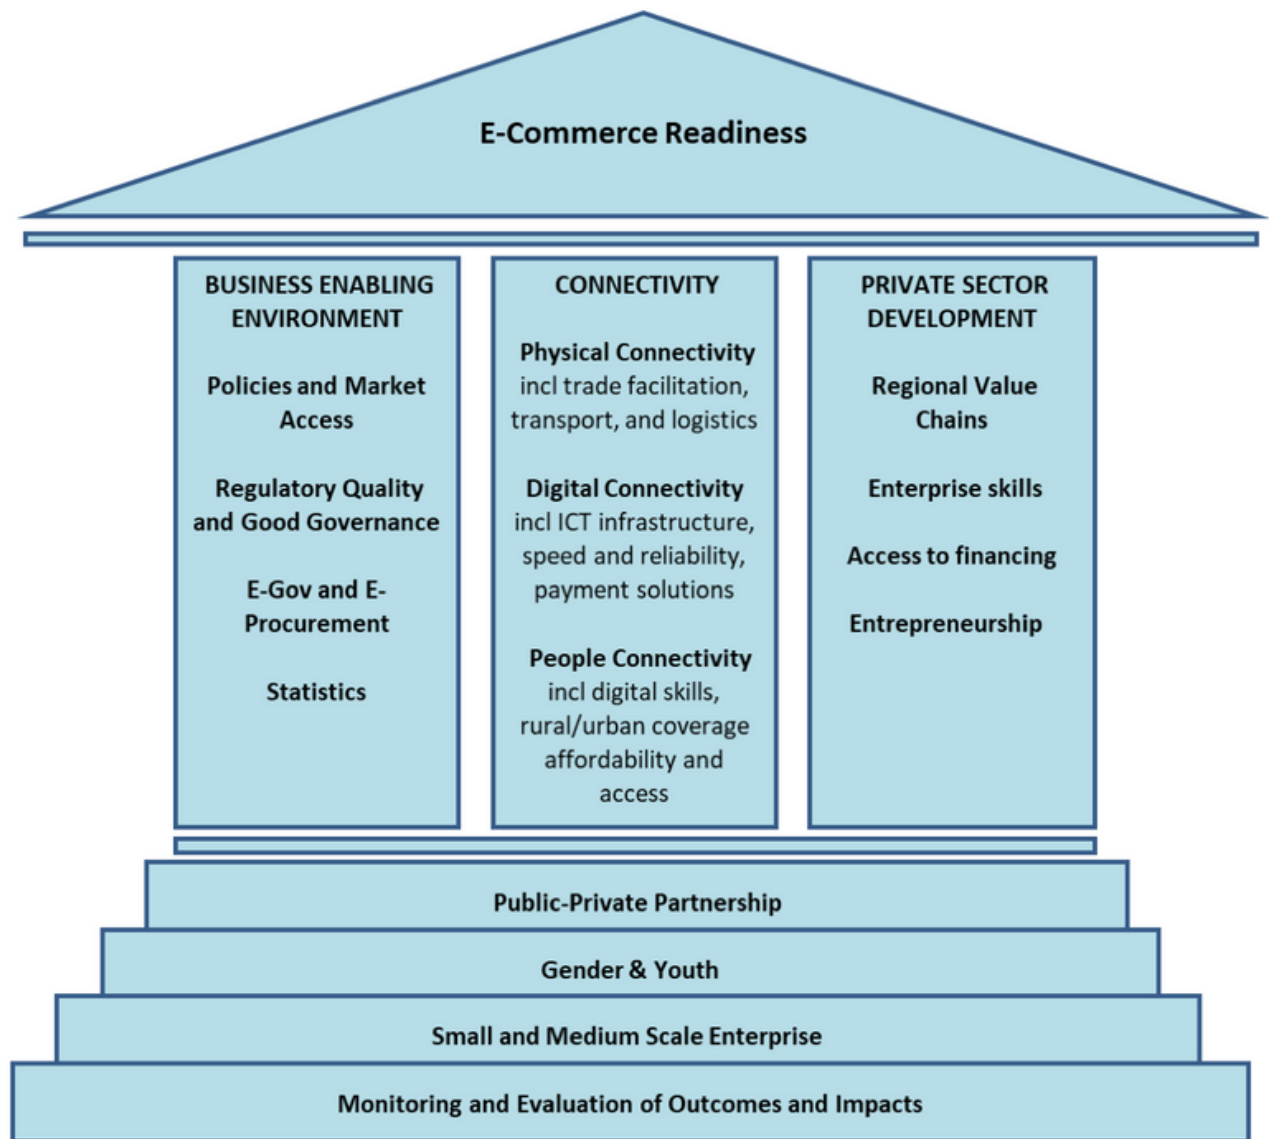 E-Commerce Readiness
BUSINESS ENABLING
ENVIRONMENT
Policies and Market
Access
Regulatory Quality
and Good Governance
E-Gov and E-
Procurement
Statistics
CONNECTIVITY
Physical Connectivity
incl trade facilitation,
transport, and logistics
Digital Connectivity
incl ICT infrastructure,
speed and reliability,
payment solutions
People Connectivity
incl digital skills,
rural/urban coverage
affordability and
access
PRIVATE SECTOR
DEVELOPMENT
Regional Value
Chains
Enterprise skills
Access to financing
Entrepreneurship
Public-Private Partnership
Gender & Youth
Small and Medium Scale Enterprise
Monitoring and Evaluation of Outcomes and Impacts